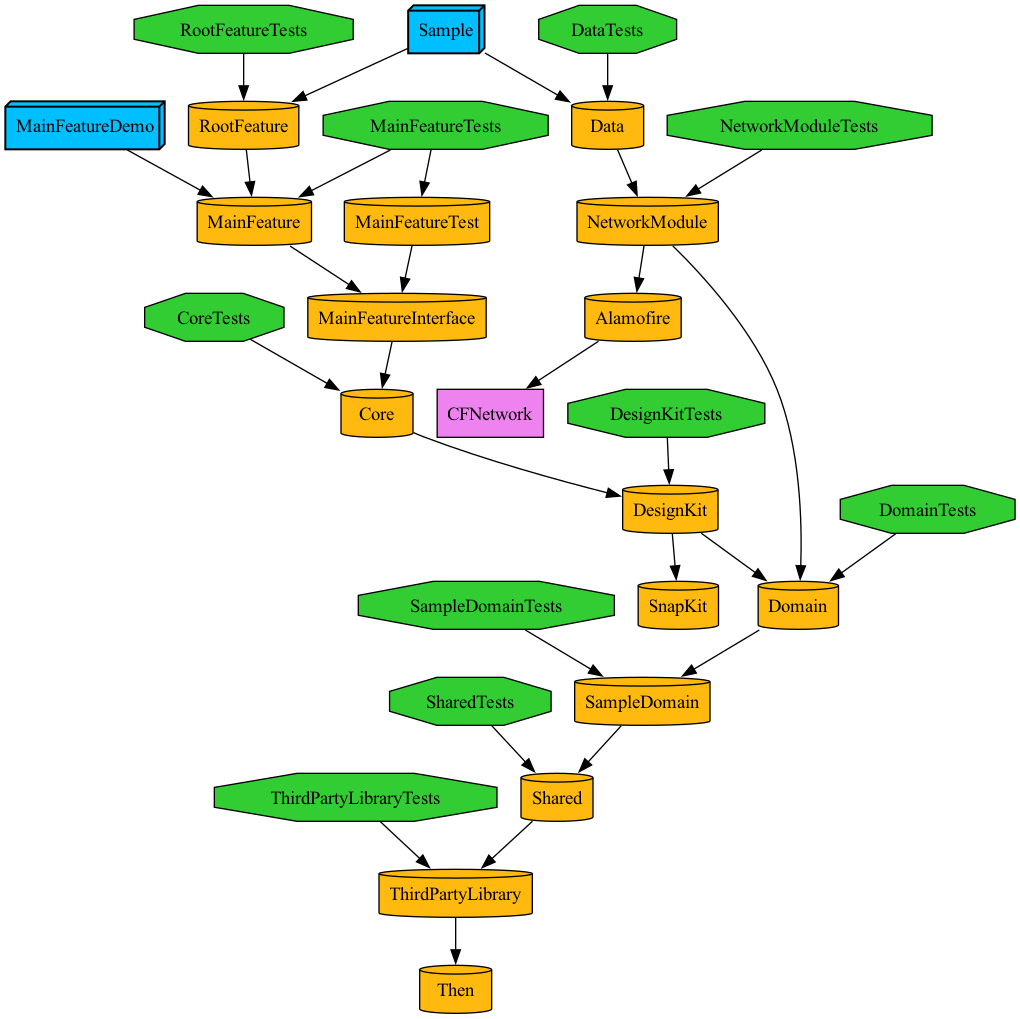 RootFeatureTests
Sample
DataTests
MainFeatureDemo
RootFeature
MainFeatureTests
Data
NetworkModuleTests
MainFeature
MainFeatureTest
NetworkModule
CoreTests
MainFeatureInterface
Alamofire
Core
CFNetwork
DesignKitTests
DesignKit
DomainTests
SampleDomainTests
SnapKit
Domain
SharedTests
SampleDomain
ThirdPartyLibraryTests
Shared
ThirdPartyLibrary
Then